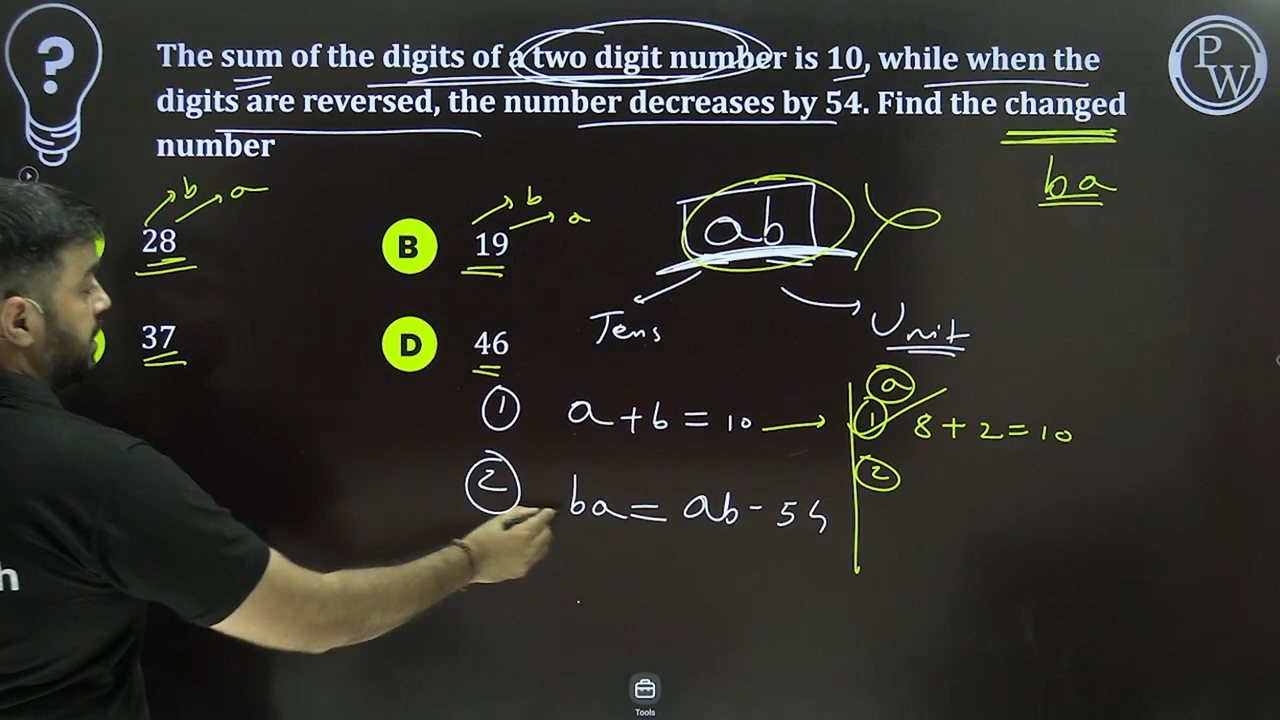 The sum of the digits of a two digit number is 10, while when the
digits are reversed, the number decreases by 54. Find the changed
number
P
W
ba
b a
28
b
a
B 19
ab
Tens
Unit
37
D 46
a
1 a+b=10
1 8+2=10
2 ba=ab-54
2
h
Tools